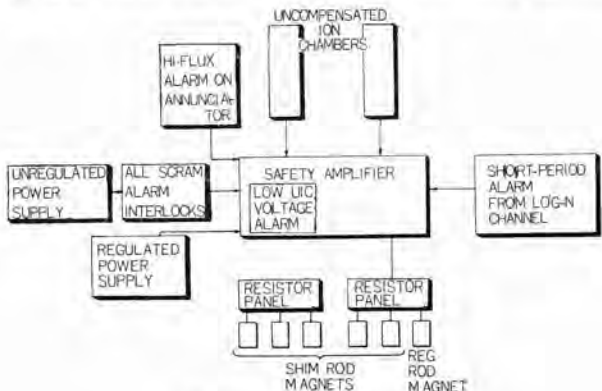 UNCOMPENSATED
ION
CHAMBERS
HI-FLUX
ALARM ON
ANNUNCIA-
TOR
UNREGULATED
POWER
SUPPLY
ALL SCRAM
ALARM
INTERLOCKS
SAFETY AMPLIFIER
LOW UIC
VOLTAGE
ALARM
SHORT-PERIOD
ALARM
FROM LOG-N
CHANNEL
REGULATED
POWER
SUPPLY
RESISTOR
PANEL
RESISTOR
PANEL
SHIM ROD
MAGNETS
REG
ROD
MAGNET